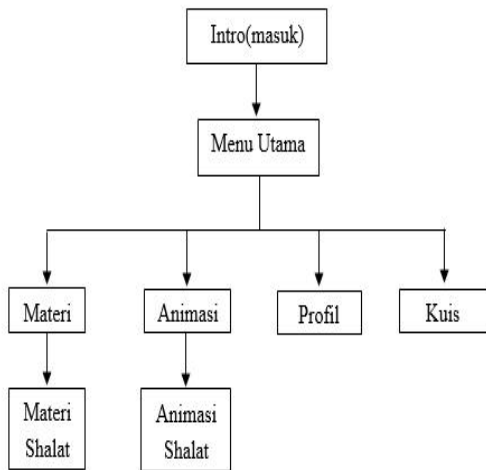 Intro(masuk)
Menu Utama
Materi
Animasi
Profil
Kuis
Materi
Shalat
Animasi
Shalat